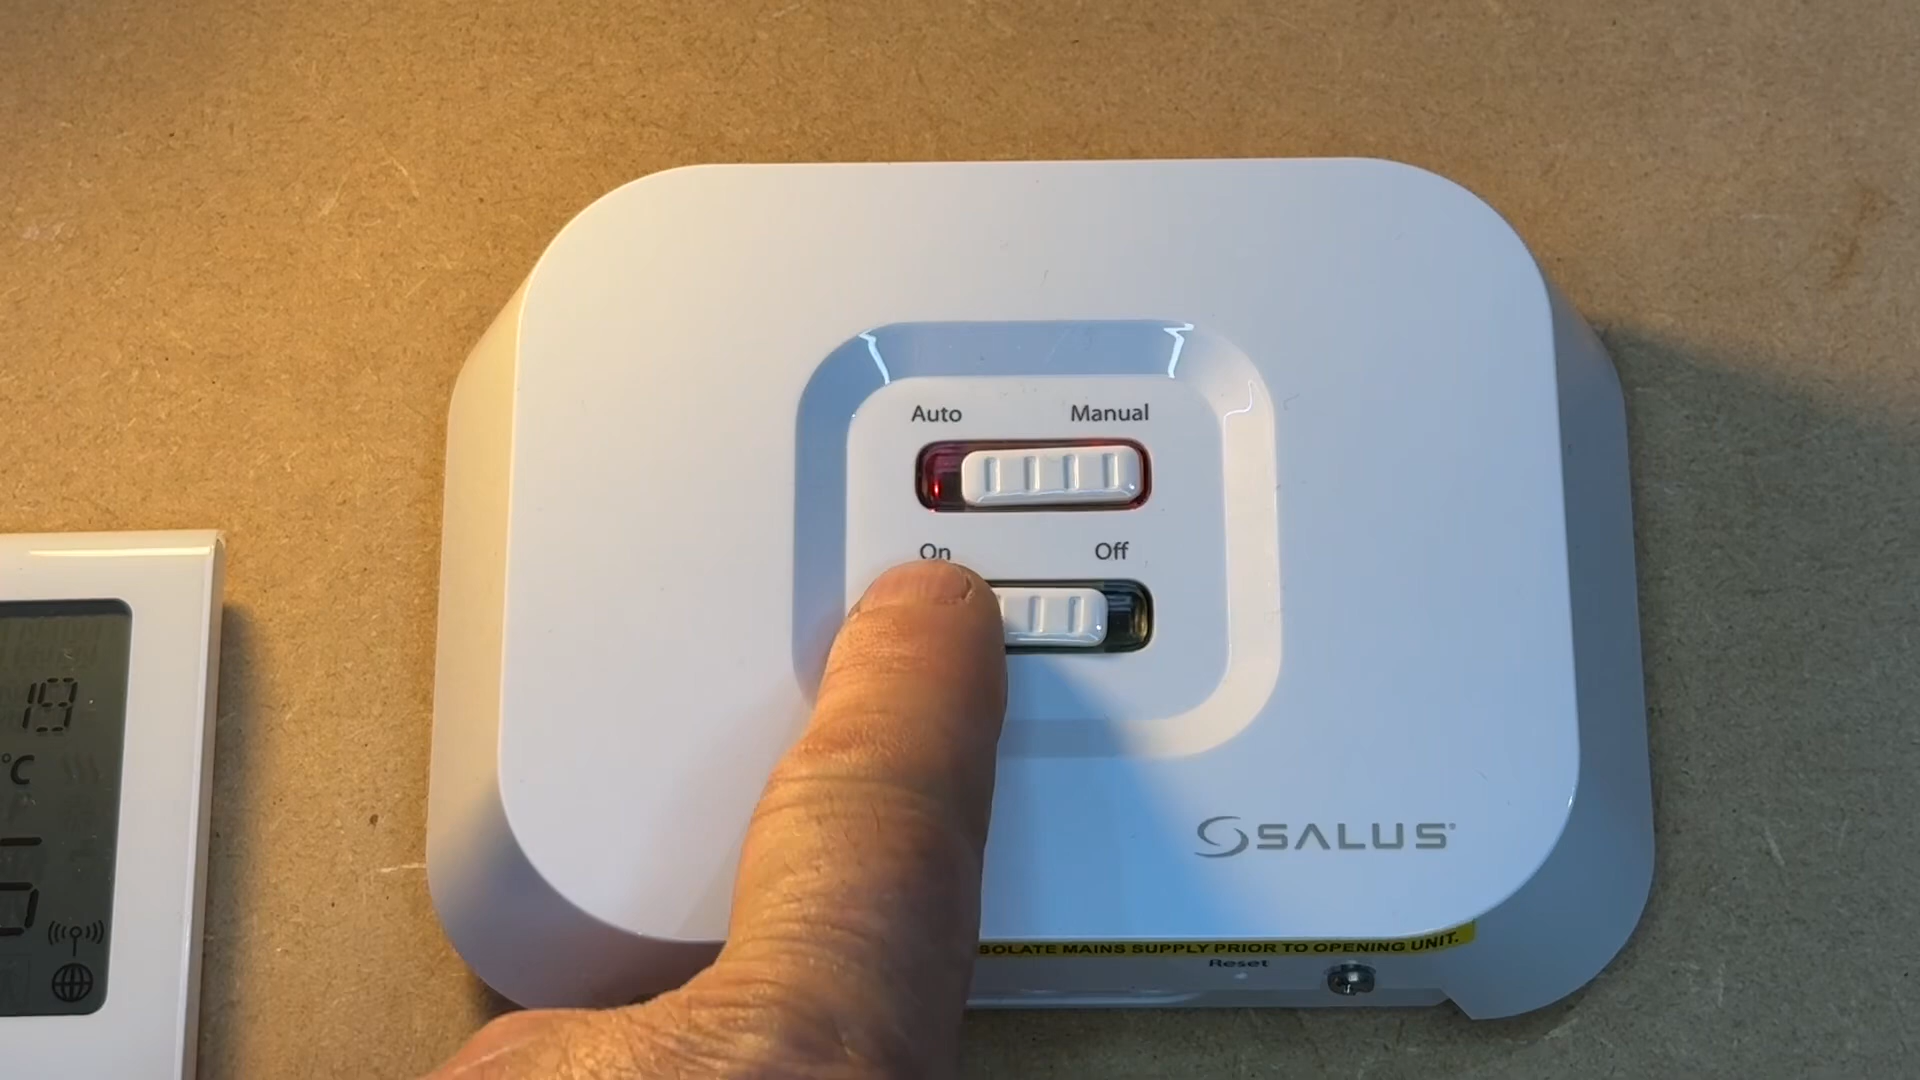 Auto Manual
On Off
19
°C
SALUS
SOLATE MAINS SUPPLY PRIOR TO OPENING UNIT.
Reset